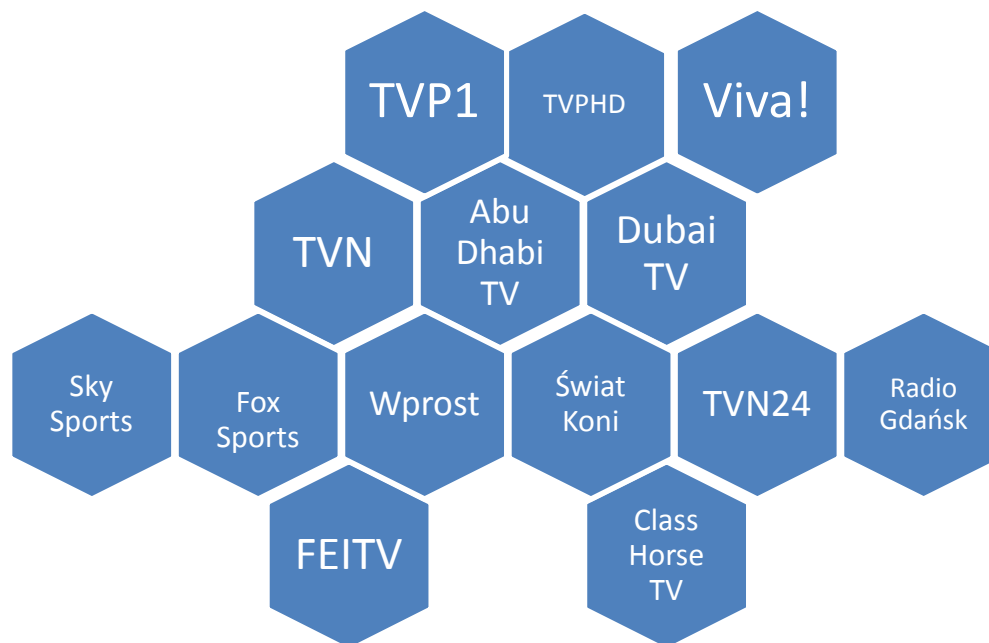 TVP1
TVPHD
Viva!
TVN
Abu
Dhabi
TV
Dubai
TV
Sky
Sports
Fox
Sports
Wprost
Świat
Koni
TVN24
Radio
Gdańsk
FEITV
Class
Horse
TV